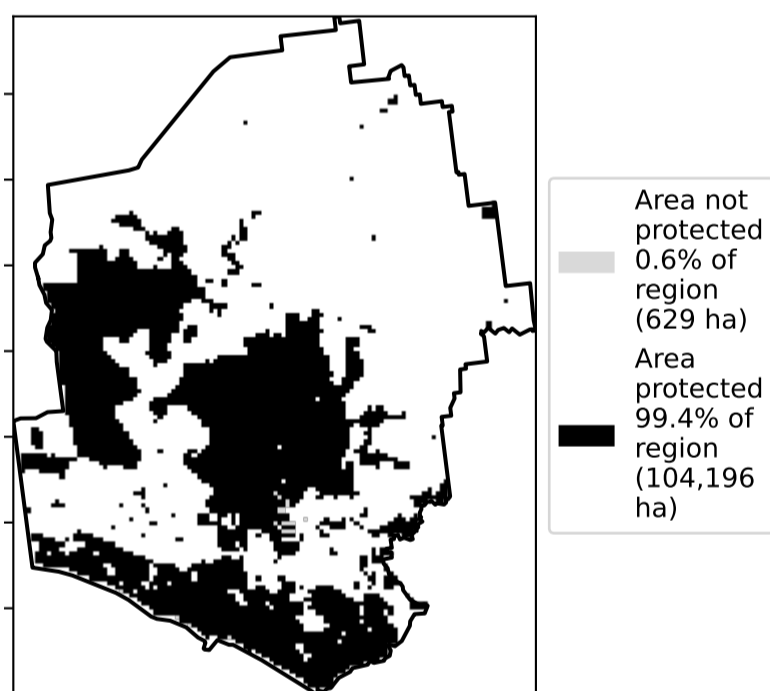 Area not
protected
0.6% of
region
(629 ha)
Area
protected
99.4% of
region
(104,196
ha)